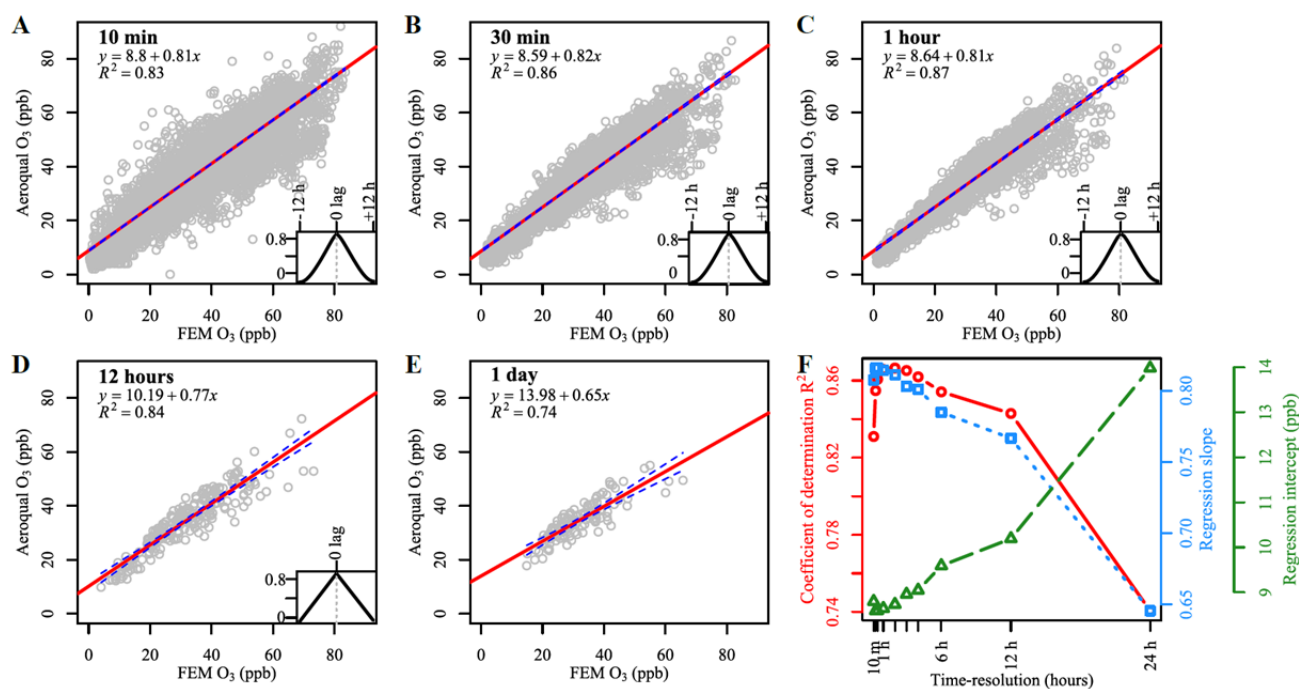 A
10 min
y = 8.8 + 0.81x
R² = 0.83
Aeroqual O₃ (ppb)
80
60
40
20
0
0 20 40 60 80
FEM O₃ (ppb)
−12 h
0 lag
+12 h
0.8
0
B
30 min
y = 8.59 + 0.82x
R² = 0.86
Aeroqual O₃ (ppb)
80
60
40
20
0
0 20 40 60 80
FEM O₃ (ppb)
−12 h
0 lag
+12 h
0.8
0
C
1 hour
y = 8.64 + 0.81x
R² = 0.87
Aeroqual O₃ (ppb)
80
60
40
20
0
0 20 40 60 80
FEM O₃ (ppb)
−12 h
0 lag
+12 h
0.8
0
D
12 hours
y = 10.19 + 0.77x
R² = 0.84
Aeroqual O₃ (ppb)
80
60
40
20
0
0 20 40 60 80
FEM O₃ (ppb)
0 lag
0.8
0
E
1 day
y = 13.98 + 0.65x
R² = 0.74
Aeroqual O₃ (ppb)
80
60
40
20
0
0 20 40 60 80
FEM O₃ (ppb)
F
Coefficient of determination R²
0.86
0.82
0.78
0.74
Regression slope
0.80
0.75
0.70
0.65
Regression intercept (ppb)
14
13
12
11
10
9
10 m
1 h
6 h
12 h
24 h
Time-resolution (hours)